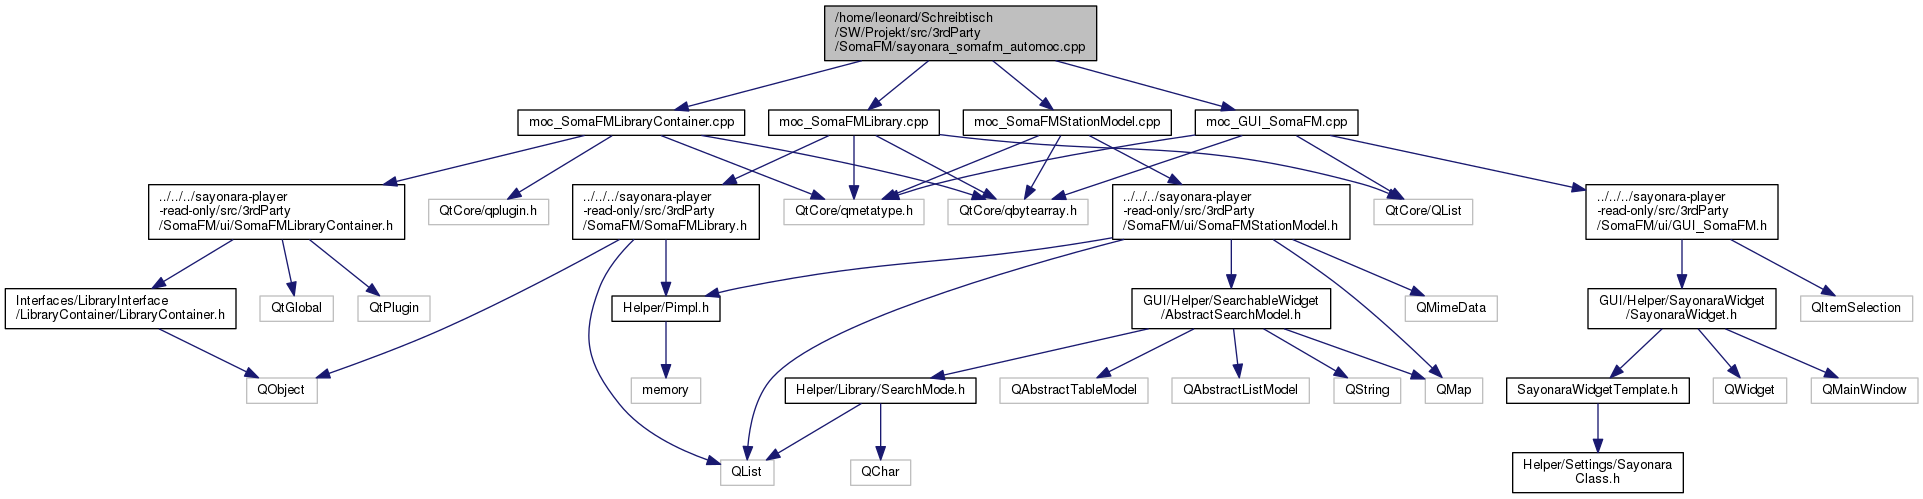 /home/leonard/Schreibtisch
/SW/Projekt/src/3rdParty
/SomaFM/sayonara_somafm_automoc.cpp
moc_SomaFMLibraryContainer.cpp
moc_SomaFMLibrary.cpp
moc_SomaFMStationModel.cpp
moc_GUI_SomaFM.cpp
../../../sayonara-player
-read-only/src/3rdParty
/SomaFM/ui/SomaFMLibraryContainer.h
QtCore/qplugin.h
../../../sayonara-player
-read-only/src/3rdParty
/SomaFM/SomaFMLibrary.h
QtCore/qmetatype.h
QtCore/qbytearray.h
../../../sayonara-player
-read-only/src/3rdParty
/SomaFM/ui/SomaFMStationModel.h
QtCore/QList
../../../sayonara-player
-read-only/src/3rdParty
/SomaFM/ui/GUI_SomaFM.h
Interfaces/LibraryInterface
/LibraryContainer/LibraryContainer.h
QtGlobal
QtPlugin
Helper/Pimpl.h
GUI/Helper/SearchableWidget
/AbstractSearchModel.h
QMimeData
GUI/Helper/SayonaraWidget
/SayonaraWidget.h
QItemSelection
QObject
memory
Helper/Library/SearchMode.h
QAbstractTableModel
QAbstractListModel
QString
QMap
SayonaraWidgetTemplate.h
QWidget
QMainWindow
QList
QChar
Helper/Settings/Sayonara
Class.h